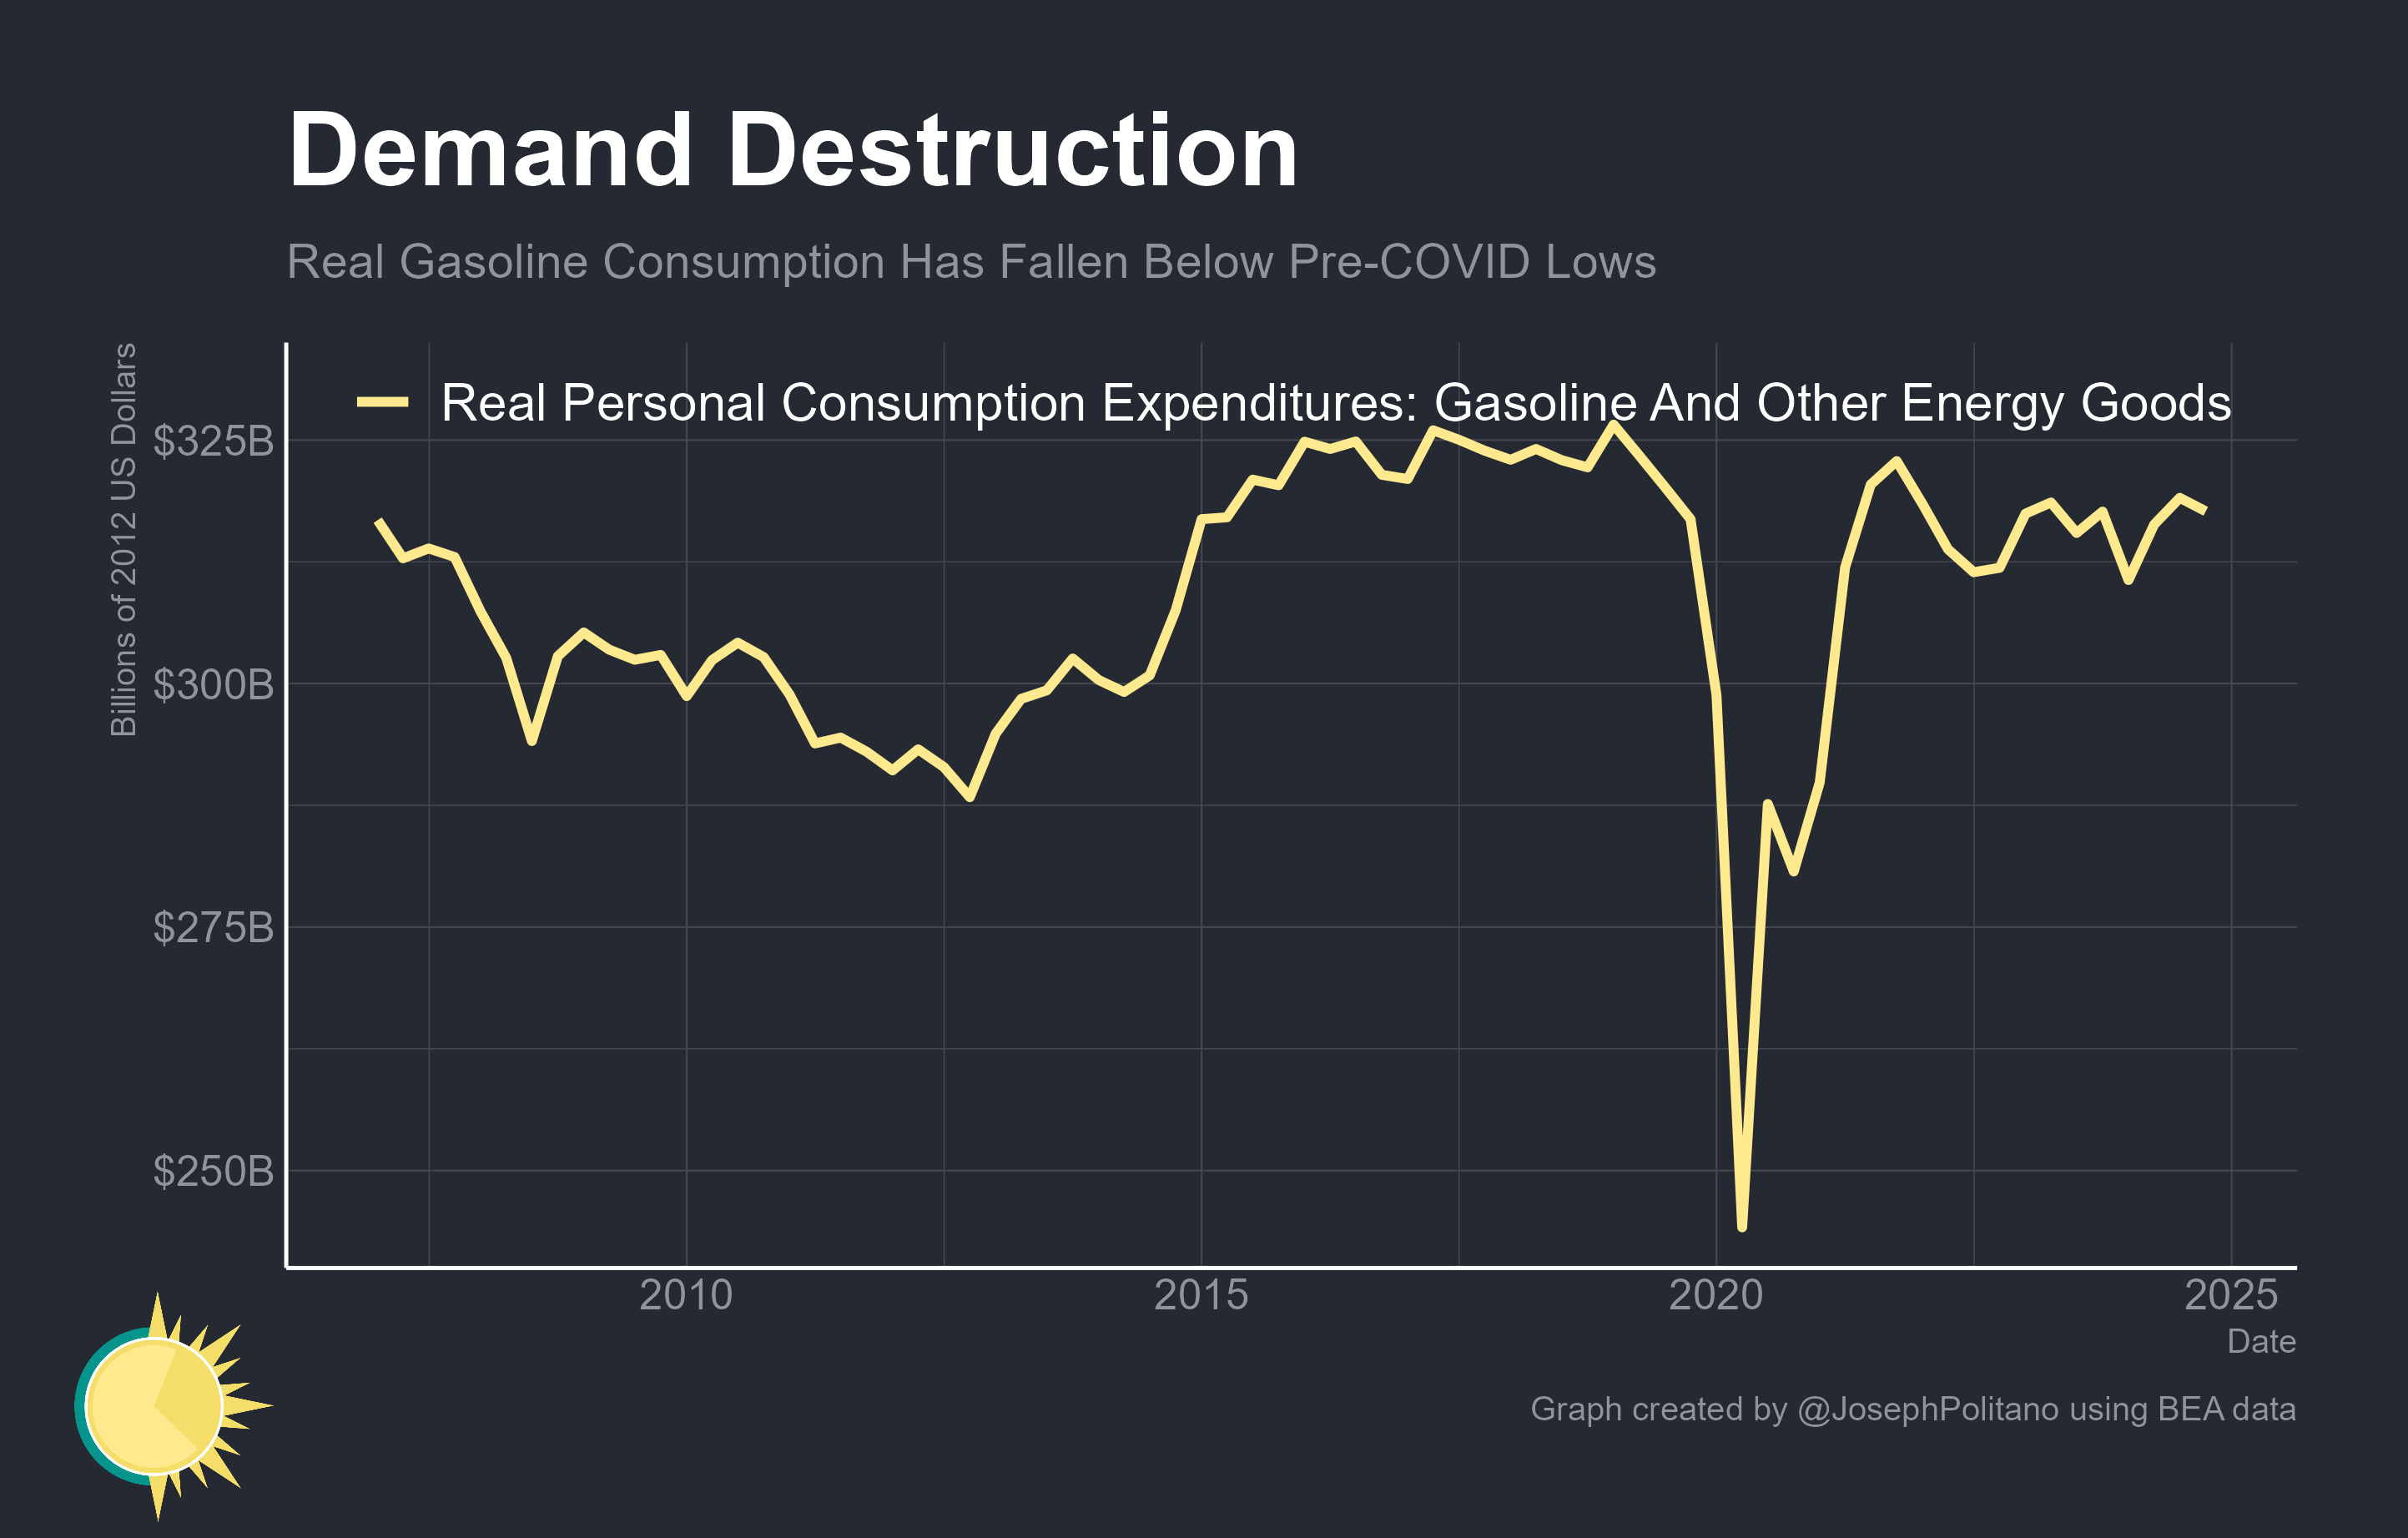 Demand Destruction
Real Gasoline Consumption Has Fallen Below Pre-COVID Lows
Billions of 2012 US Dollars
Real Personal Consumption Expenditures: Gasoline And Other Energy Goods
$325B
$300B
$275B
$250B
2010 2015 2020 2025
Date
Graph created by @JosephPolitano using BEA data